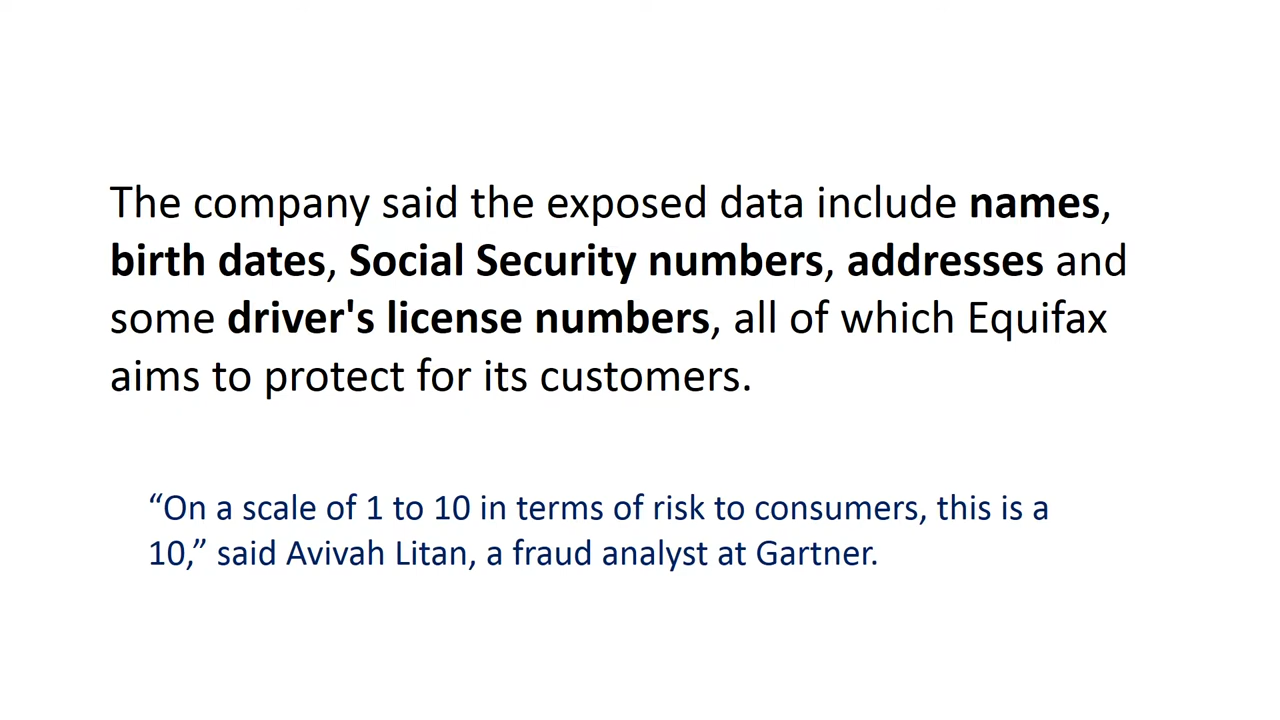 The company said the exposed data include names,
birth dates, Social Security numbers, addresses and
some driver's license numbers, all of which Equifax
aims to protect for its customers.
“On a scale of 1 to 10 in terms of risk to consumers, this is a
10,” said Avivah Litan, a fraud analyst at Gartner.